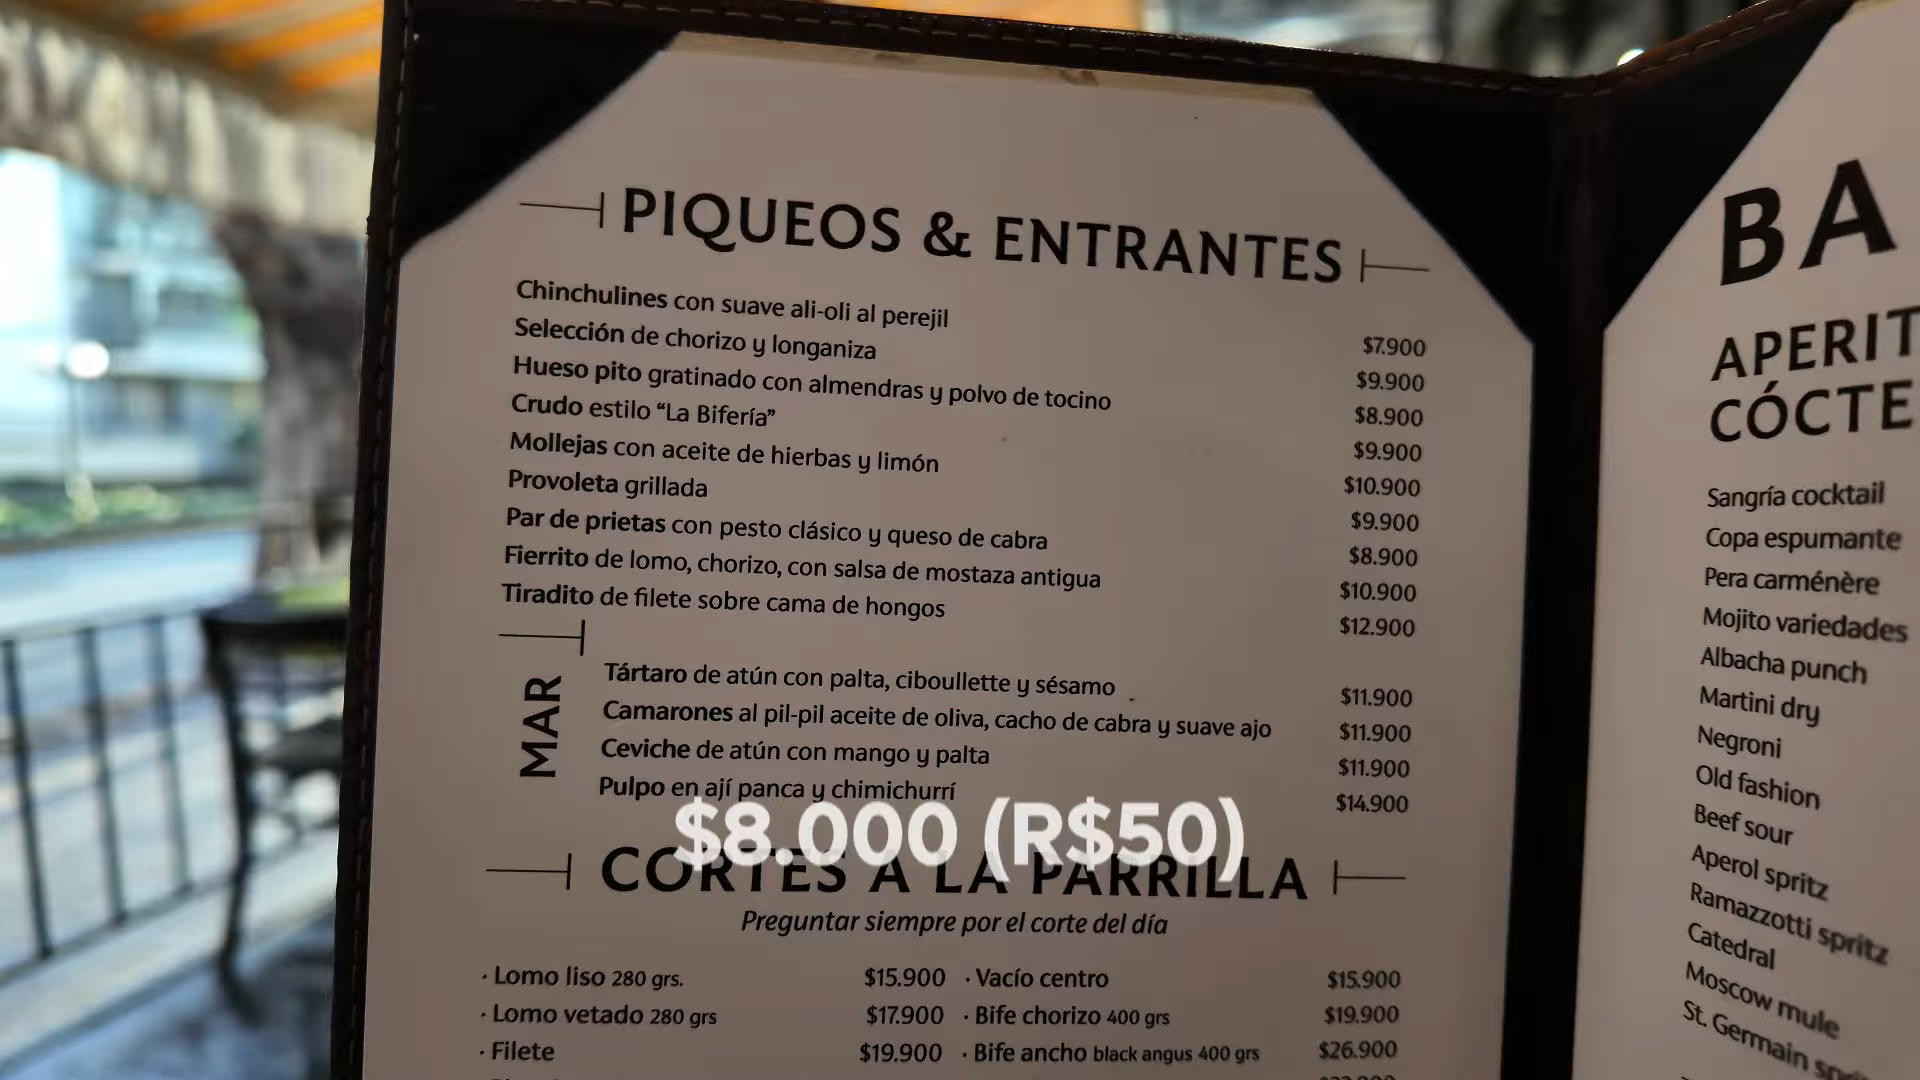 PIQUEOS & ENTRANTES
Chinchulines con suave ali-oli al perejil $7.900
Selección de chorizo y longaniza $9.900
Hueso pito gratinado con almendras y polvo de tocino $8.900
Crudo estilo “La Bifería” $9.900
Mollejas con aceite de hierbas y limón $10.900
Provoleta grillada $9.900
Par de prietas con pesto clásico y queso de cabra $8.900
Fierrito de lomo, chorizo, con salsa de mostaza antigua $10.900
Tiradito de filete sobre cama de hongos $12.900
MAR
Tártaro de atún con palta, ciboullette y sésamo $11.900
Camarones al pil-pil aceite de oliva, cacho de cabra y suave ajo $11.900
Ceviche de atún con mango y palta $11.900
Pulpo en ají panca y chimichurrí $14.900
$8.000 (R$50)
CORTES A LA PARRILLA
Preguntar siempre por el corte del día
· Lomo liso 280 grs. $15.900 · Vacío centro $15.900
· Lomo vetado 280 grs $17.900 · Bife chorizo 400 grs $19.900
· Filete $19.900 · Bife ancho black angus 400 grs $26.900
BA
APERIT
CÓCTE
Sangría cocktail
Copa espumante
Pera carménère
Mojito variedades
Albacha punch
Martini dry
Negroni
Old fashion
Beef sour
Aperol spritz
Ramazzotti spritz
Catedral
Moscow mule
St. Germain